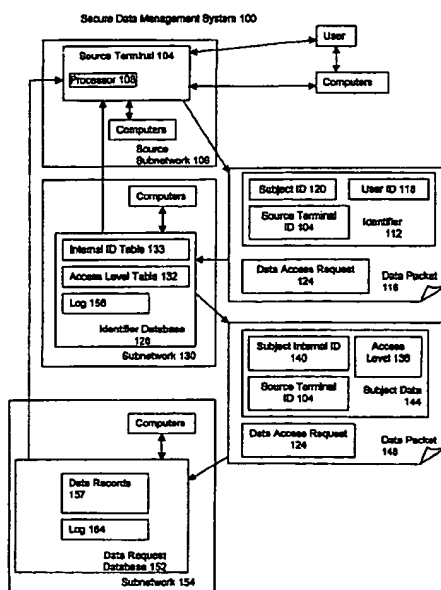 Secure Data Management System 100
Source Terminal 104
Processor 108
User
Computers
Computers
Source
Subnetwork 106
Subject ID 120
User ID 118
Source Terminal
ID 104
Identifier
112
Data Access Request
124
Data Packet
116
Computers
Internal ID Table 133
Access Level Table 132
Log 156
Identifier Database
128
Subnetwork 130
Subject Internal ID
140
Access
Level 136
Source Terminal
ID 104
Subject Data
144
Data Access Request
124
Data Packet
148
Computers
Data Records
157
Log 164
Data Request
Database 152
Subnetwork 154